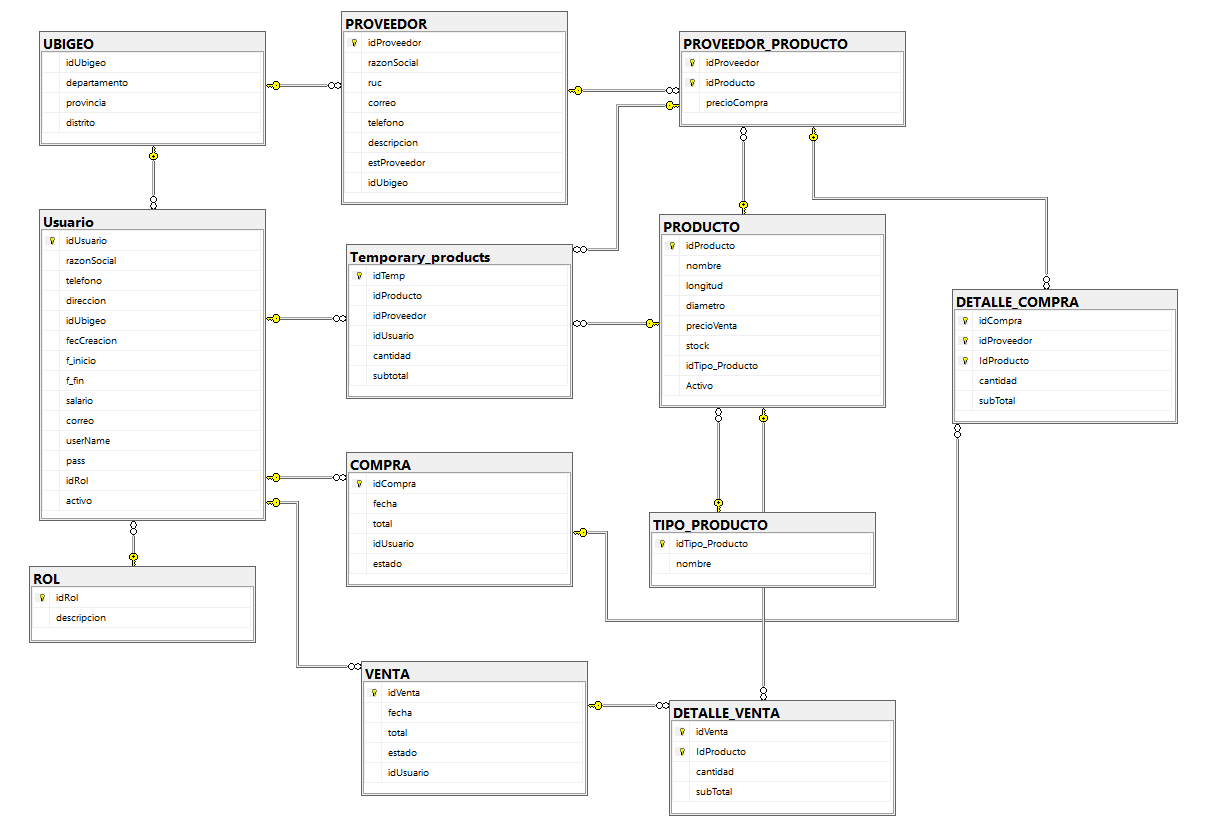 UBIGEO
idUbigeo
departamento
provincia
distrito
PROVEEDOR
idProveedor
razonSocial
ruc
correo
telefono
descripcion
estProveedor
idUbigeo
PROVEEDOR_PRODUCTO
idProveedor
idProducto
precioCompra
Usuario
idUsuario
razonSocial
telefono
direccion
idUbigeo
fecCreacion
f_inicio
f_fin
salario
correo
userName
pass
idRol
activo
Temporary_products
idTemp
idProducto
idProveedor
idUsuario
cantidad
subtotal
PRODUCTO
idProducto
nombre
longitud
diametro
precioVenta
stock
idTipo_Producto
Activo
DETALLE_COMPRA
idCompra
idProveedor
IdProducto
cantidad
subTotal
COMPRA
idCompra
fecha
total
idUsuario
estado
TIPO_PRODUCTO
idTipo_Producto
nombre
ROL
idRol
descripcion
VENTA
idVenta
fecha
total
estado
idUsuario
DETALLE_VENTA
idVenta
IdProducto
cantidad
subTotal